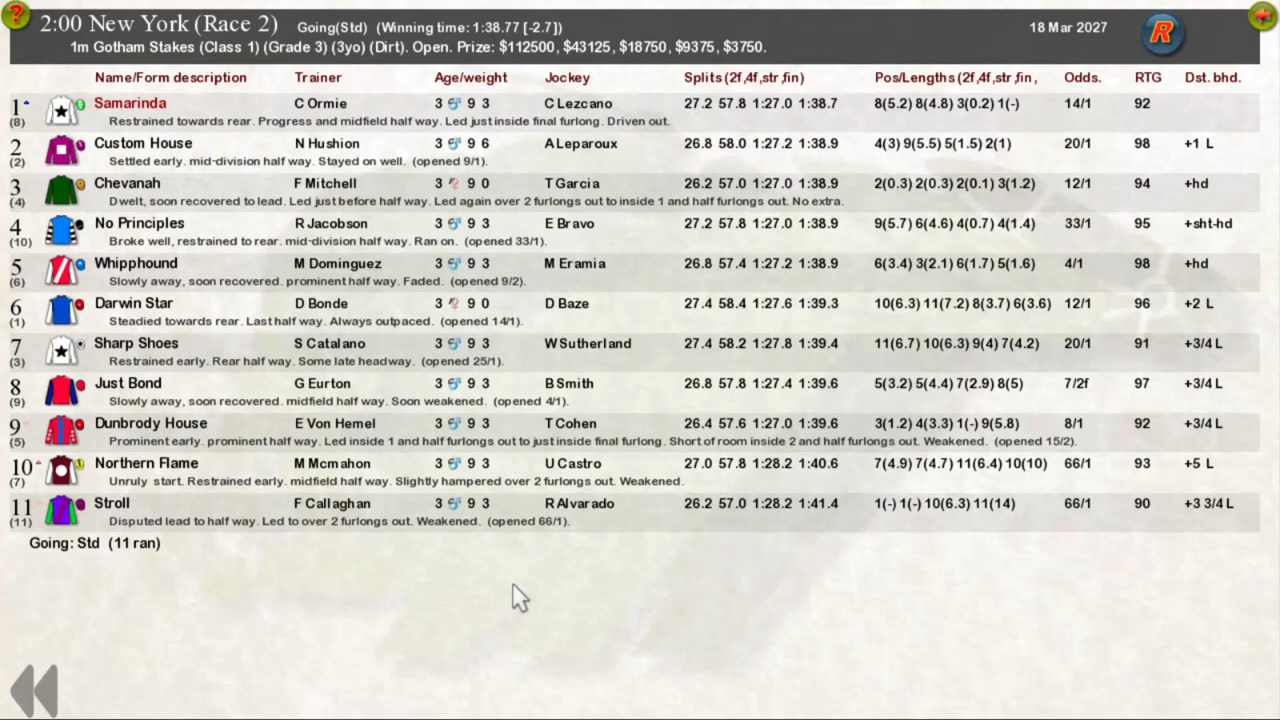 ?
2:00 New York (Race 2) Going(Std) (Winning time: 1:38.77 [-2.7]) 18 Mar 2027 R
1m Gotham Stakes (Class 1) (Grade 3) (3yo) (Dirt). Open. Prize: $112500, $43125, $18750, $9375, $3750.
Name/Form description Trainer Age/weight Jockey Splits (2f,4f,str,fin) Pos/Lengths (2f,4f,str,fin, Odds. RTG Dst. bhd.
1 Samarinda C Ormie 3 9 3 C Lezcano 27.2 57.8 1:27.0 1:38.7 8(5.2) 8(4.8) 3(0.2) 1(-) 14/1 92
(8) Restrained towards rear. Progress and midfield half way. Led just inside final furlong. Driven out.
2 Custom House N Hushion 3 9 6 A Leparoux 26.8 58.0 1:27.2 1:38.9 4(3) 9(5.5) 5(1.5) 2(1) 20/1 98 +1 L
(2) Settled early. mid-division half way. Stayed on well. (opened 9/1).
3 Chevanah F Mitchell 3 9 0 T Garcia 26.2 57.0 1:27.0 1:38.9 2(0.3) 2(0.3) 2(0.1) 3(1.2) 12/1 94 +hd
(4) Dwelt, soon recovered to lead. Led just before half way. Led again over 2 furlongs out to inside 1 and half furlongs out. No extra.
4 No Principles R Jacobson 3 9 3 E Bravo 27.2 57.8 1:27.0 1:38.9 9(5.7) 6(4.6) 4(0.7) 4(1.4) 33/1 95 +sht-hd
(10) Broke well, restrained to rear. mid-division half way. Ran on. (opened 33/1).
5 Whipphound M Dominguez 3 9 3 M Eramia 26.8 57.4 1:27.2 1:38.9 6(3.4) 3(2.1) 6(1.7) 5(1.6) 4/1 98 +hd
(6) Slowly away, soon recovered. prominent half way. Faded. (opened 9/2).
6 Darwin Star D Bonde 3 9 0 D Baze 27.4 58.4 1:27.6 1:39.3 10(6.3) 11(7.2) 8(3.7) 6(3.6) 12/1 96 +2 L
(1) Steadied towards rear. Last half way. Always outpaced. (opened 14/1).
7 Sharp Shoes S Catalano 3 9 3 W Sutherland 27.4 58.2 1:27.8 1:39.4 11(6.7) 10(6.3) 9(4) 7(4.2) 20/1 91 +3/4 L
(3) Restrained early. Rear half way. Some late headway. (opened 25/1).
8 Just Bond G Eurton 3 9 3 B Smith 26.8 57.8 1:27.4 1:39.6 5(3.2) 5(4.4) 7(2.9) 8(5) 7/2f 97 +3/4 L
(9) Slowly away, soon recovered. midfield half way. Soon weakened. (opened 4/1).
9 Dunbrody House E Von Hemel 3 9 3 T Cohen 26.4 57.6 1:27.0 1:39.6 3(1.2) 4(3.3) 1(-) 9(5.8) 8/1 92 +3/4 L
(5) Prominent early. prominent half way. Led inside 1 and half furlongs out to just inside final furlong. Short of room inside 2 and half furlongs out. Weakened. (opened 15/2).
10 Northern Flame M Mcmahon 3 9 3 U Castro 27.0 57.8 1:28.2 1:40.6 7(4.9) 7(4.7) 11(6.4) 10(10) 66/1 93 +5 L
(7) Unruly start. Restrained early. midfield half way. Slightly hampered over 2 furlongs out. Weakened.
11 Stroll F Callaghan 3 9 3 R Alvarado 26.2 57.0 1:28.2 1:41.4 1(-) 1(-) 10(6.3) 11(14) 66/1 90 +3 3/4 L
(11) Disputed lead to half way. Led to over 2 furlongs out. Weakened. (opened 66/1).
Going: Std (11 ran)